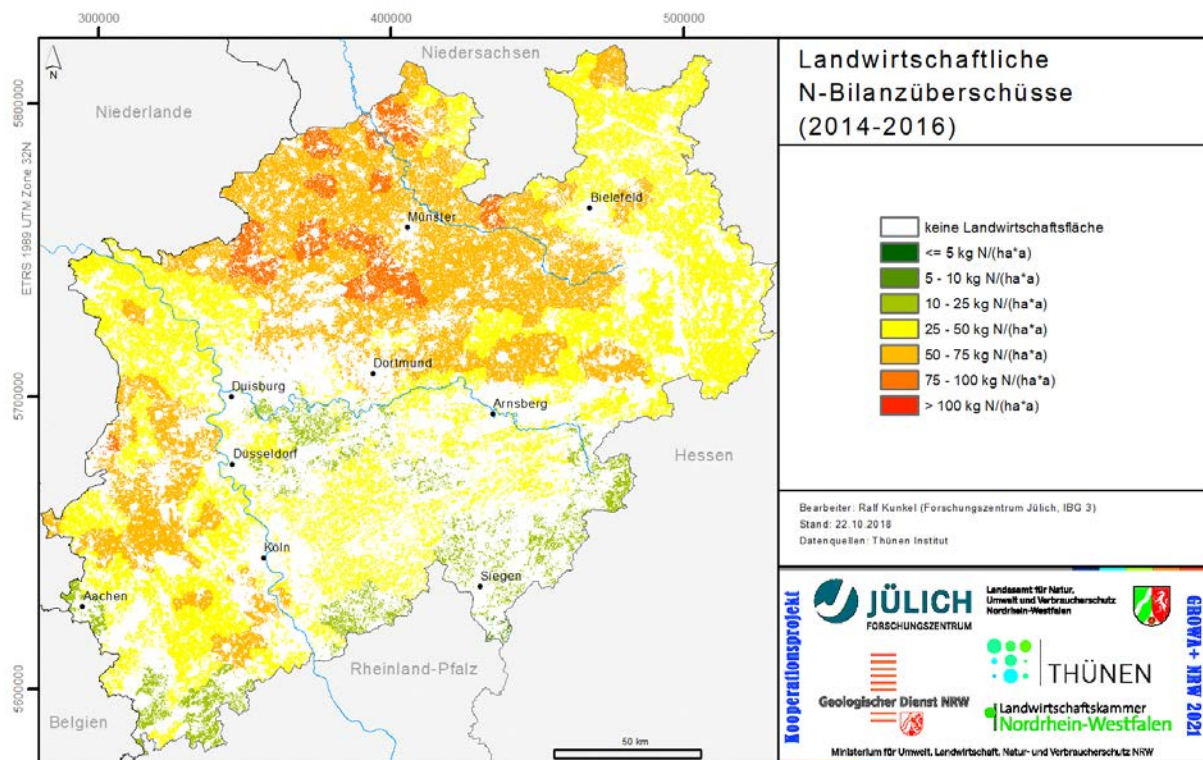 300000
400000
500000
5800000
5700000
5600000
ETRS 1989 UTM Zone 32N
N
Niedersachsen
Niederlande
Bielefeld
Münster
Dortmund
Duisburg
Arnsberg
Düsseldorf
Hessen
Köln
Siegen
Aachen
Rheinland-Pfalz
Belgien
50 km
Landwirtschaftliche
N-Bilanzüberschüsse
(2014-2016)
keine Landwirtschaftsfläche
<= 5 kg N/(ha*a)
5 - 10 kg N/(ha*a)
10 - 25 kg N/(ha*a)
25 - 50 kg N/(ha*a)
50 - 75 kg N/(ha*a)
75 - 100 kg N/(ha*a)
> 100 kg N/(ha*a)
Bearbeiter: Ralf Kunkel (Forschungszentrum Jülich, IBG 3)
Stand: 22.10.2018
Datenquellen: Thünen Institut
Kooperationsprojekt
JÜLICH
FORSCHUNGSZENTRUM
Landesamt für Natur,
Umwelt und Verbraucherschutz
Nordrhein-Westfalen
Geologischer Dienst NRW
THÜNEN
Landwirtschaftskammer
Nordrhein-Westfalen
GROWA+ NRW 2021
Ministerium für Umwelt, Landwirtschaft, Natur- und Verbraucherschutz NRW